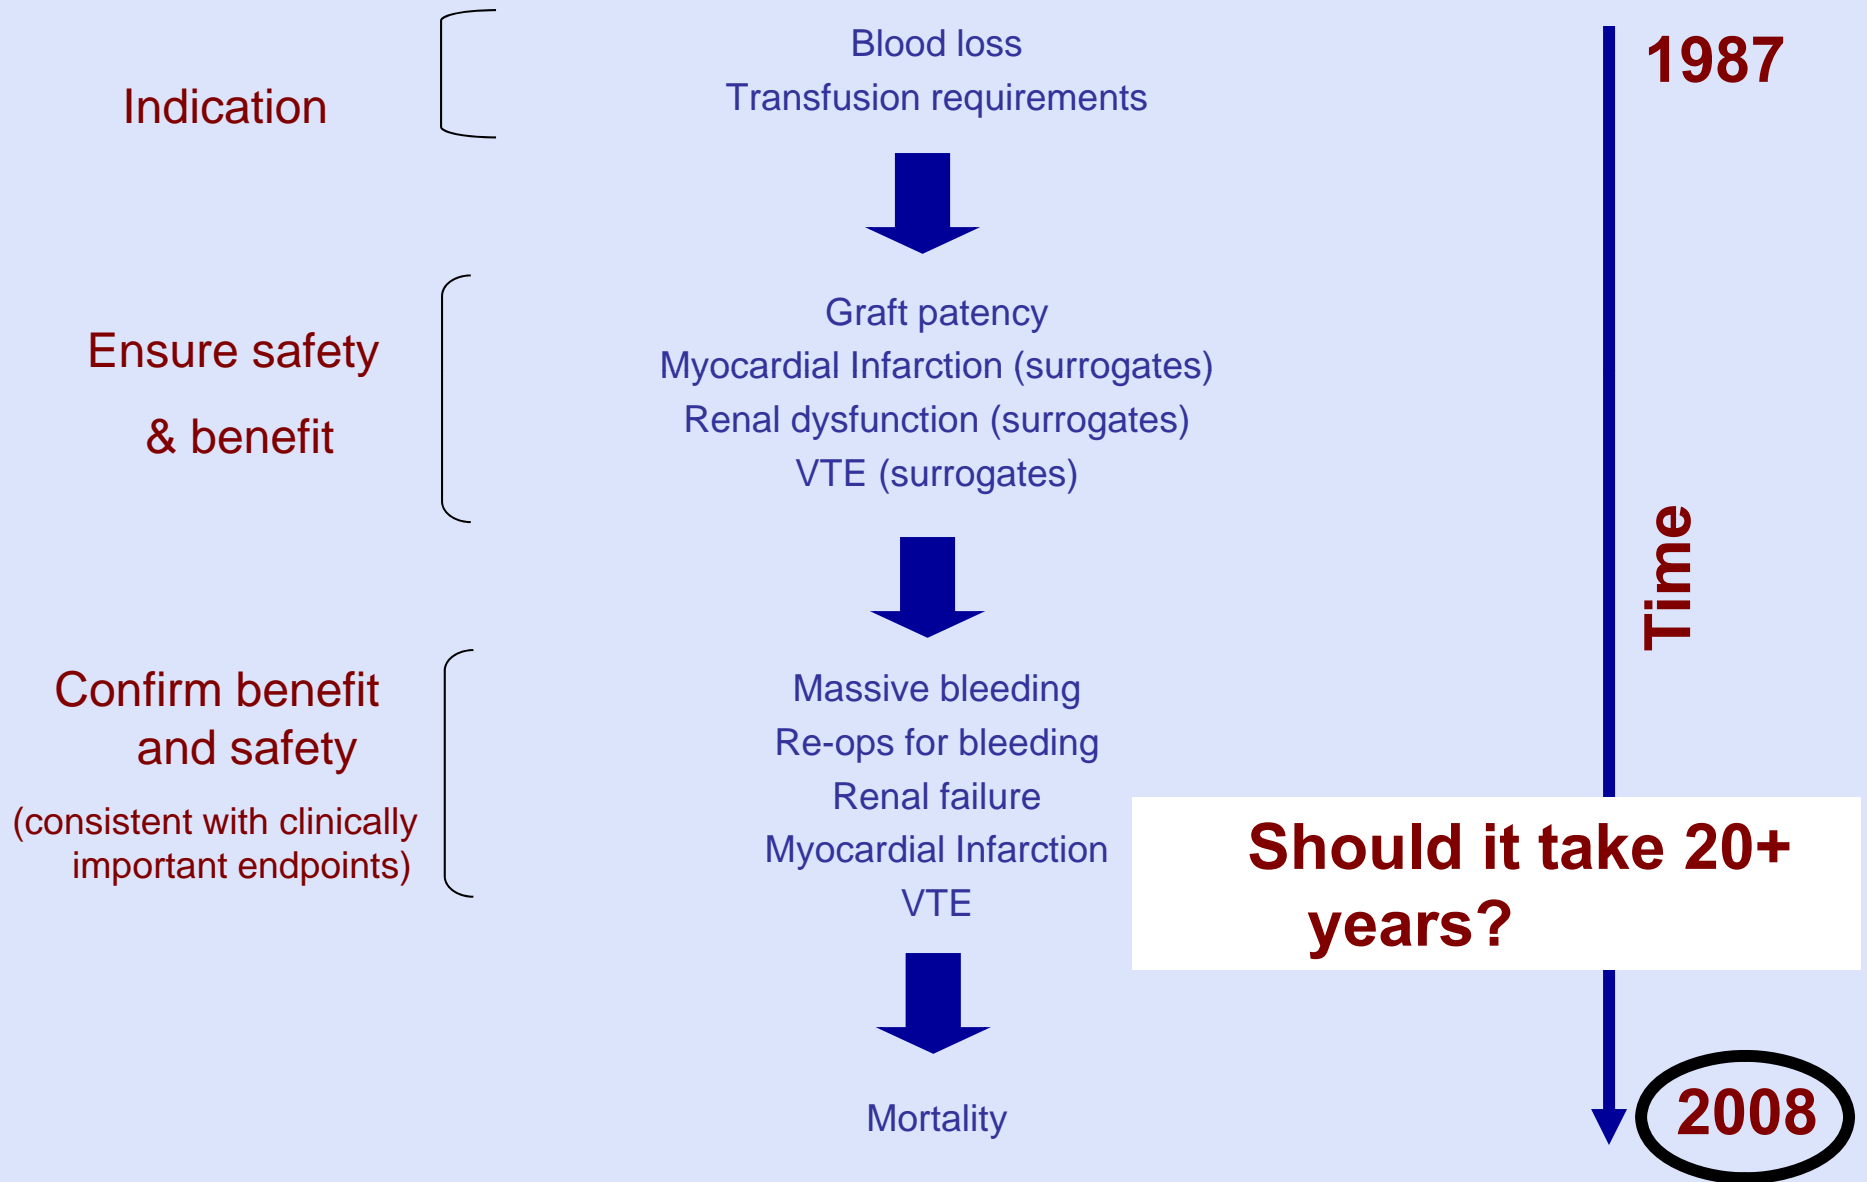 Indication
Blood loss
Transfusion requirements
1987
Ensure safety
& benefit
Graft patency
Myocardial Infarction (surrogates)
Renal dysfunction (surrogates)
VTE (surrogates)
Time
Confirm benefit
and safety
(consistent with clinically
important endpoints)
Massive bleeding
Re-ops for bleeding
Renal failure
Myocardial Infarction
VTE
Should it take 20+
years?
Mortality
2008